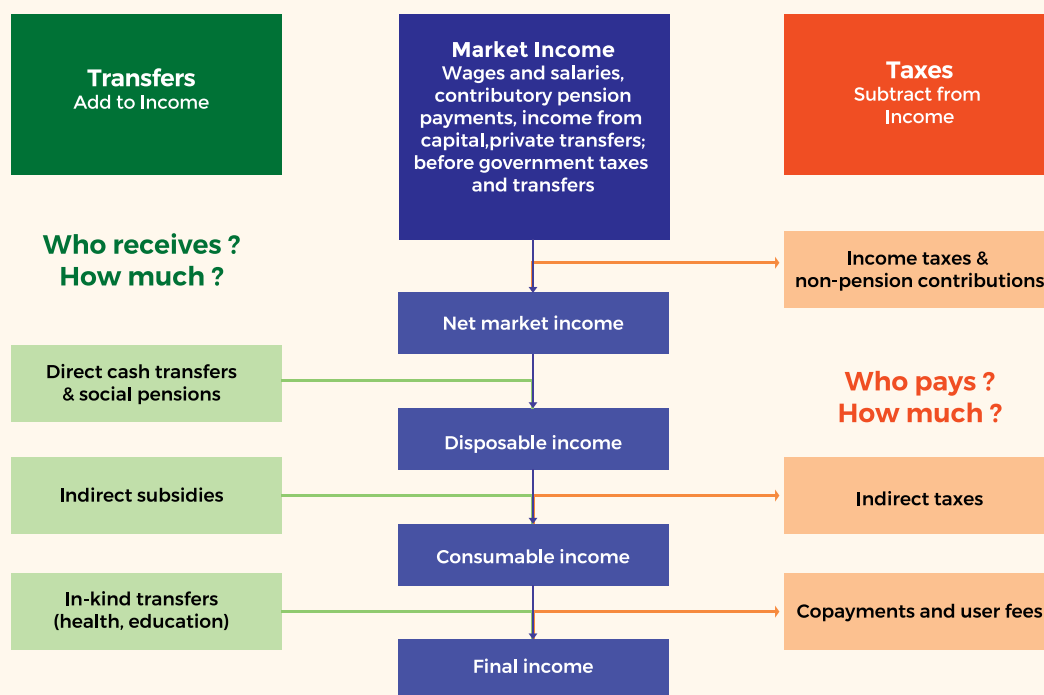 Transfers
Add to Income
Market Income
Wages and salaries,
contributory pension
payments, income from
capital,private transfers;
before government taxes
and transfers
Taxes
Subtract from
Income
Who receives ?
How much ?
Income taxes &
non-pension contributions
Net market income
Direct cash transfers
& social pensions
Who pays ?
How much ?
Disposable income
Indirect subsidies
Indirect taxes
Consumable income
In-kind transfers
(health, education)
Copayments and user fees
Final income